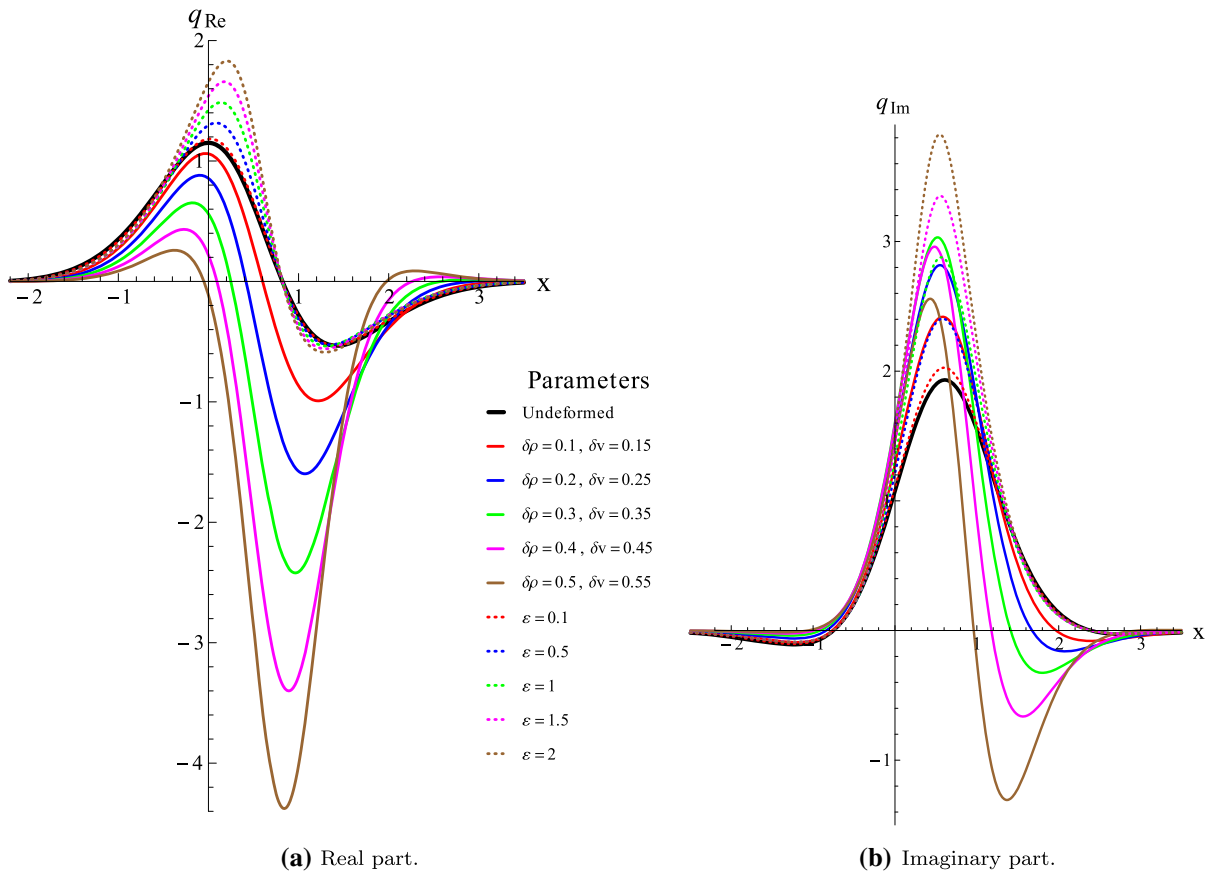 q Re
2
1
−2
−1
1
2
3
x
−1
−2
−3
−4
Parameters
Undeformed
δρ = 0.1 , δv = 0.15
δρ = 0.2 , δv = 0.25
δρ = 0.3 , δv = 0.35
δρ = 0.4 , δv = 0.45
δρ = 0.5 , δv = 0.55
ε = 0.1
ε = 0.5
ε = 1
ε = 1.5
ε = 2
(a) Real part.
q Im
3
2
1
−2
−1
1
2
3
x
−1
(b) Imaginary part.